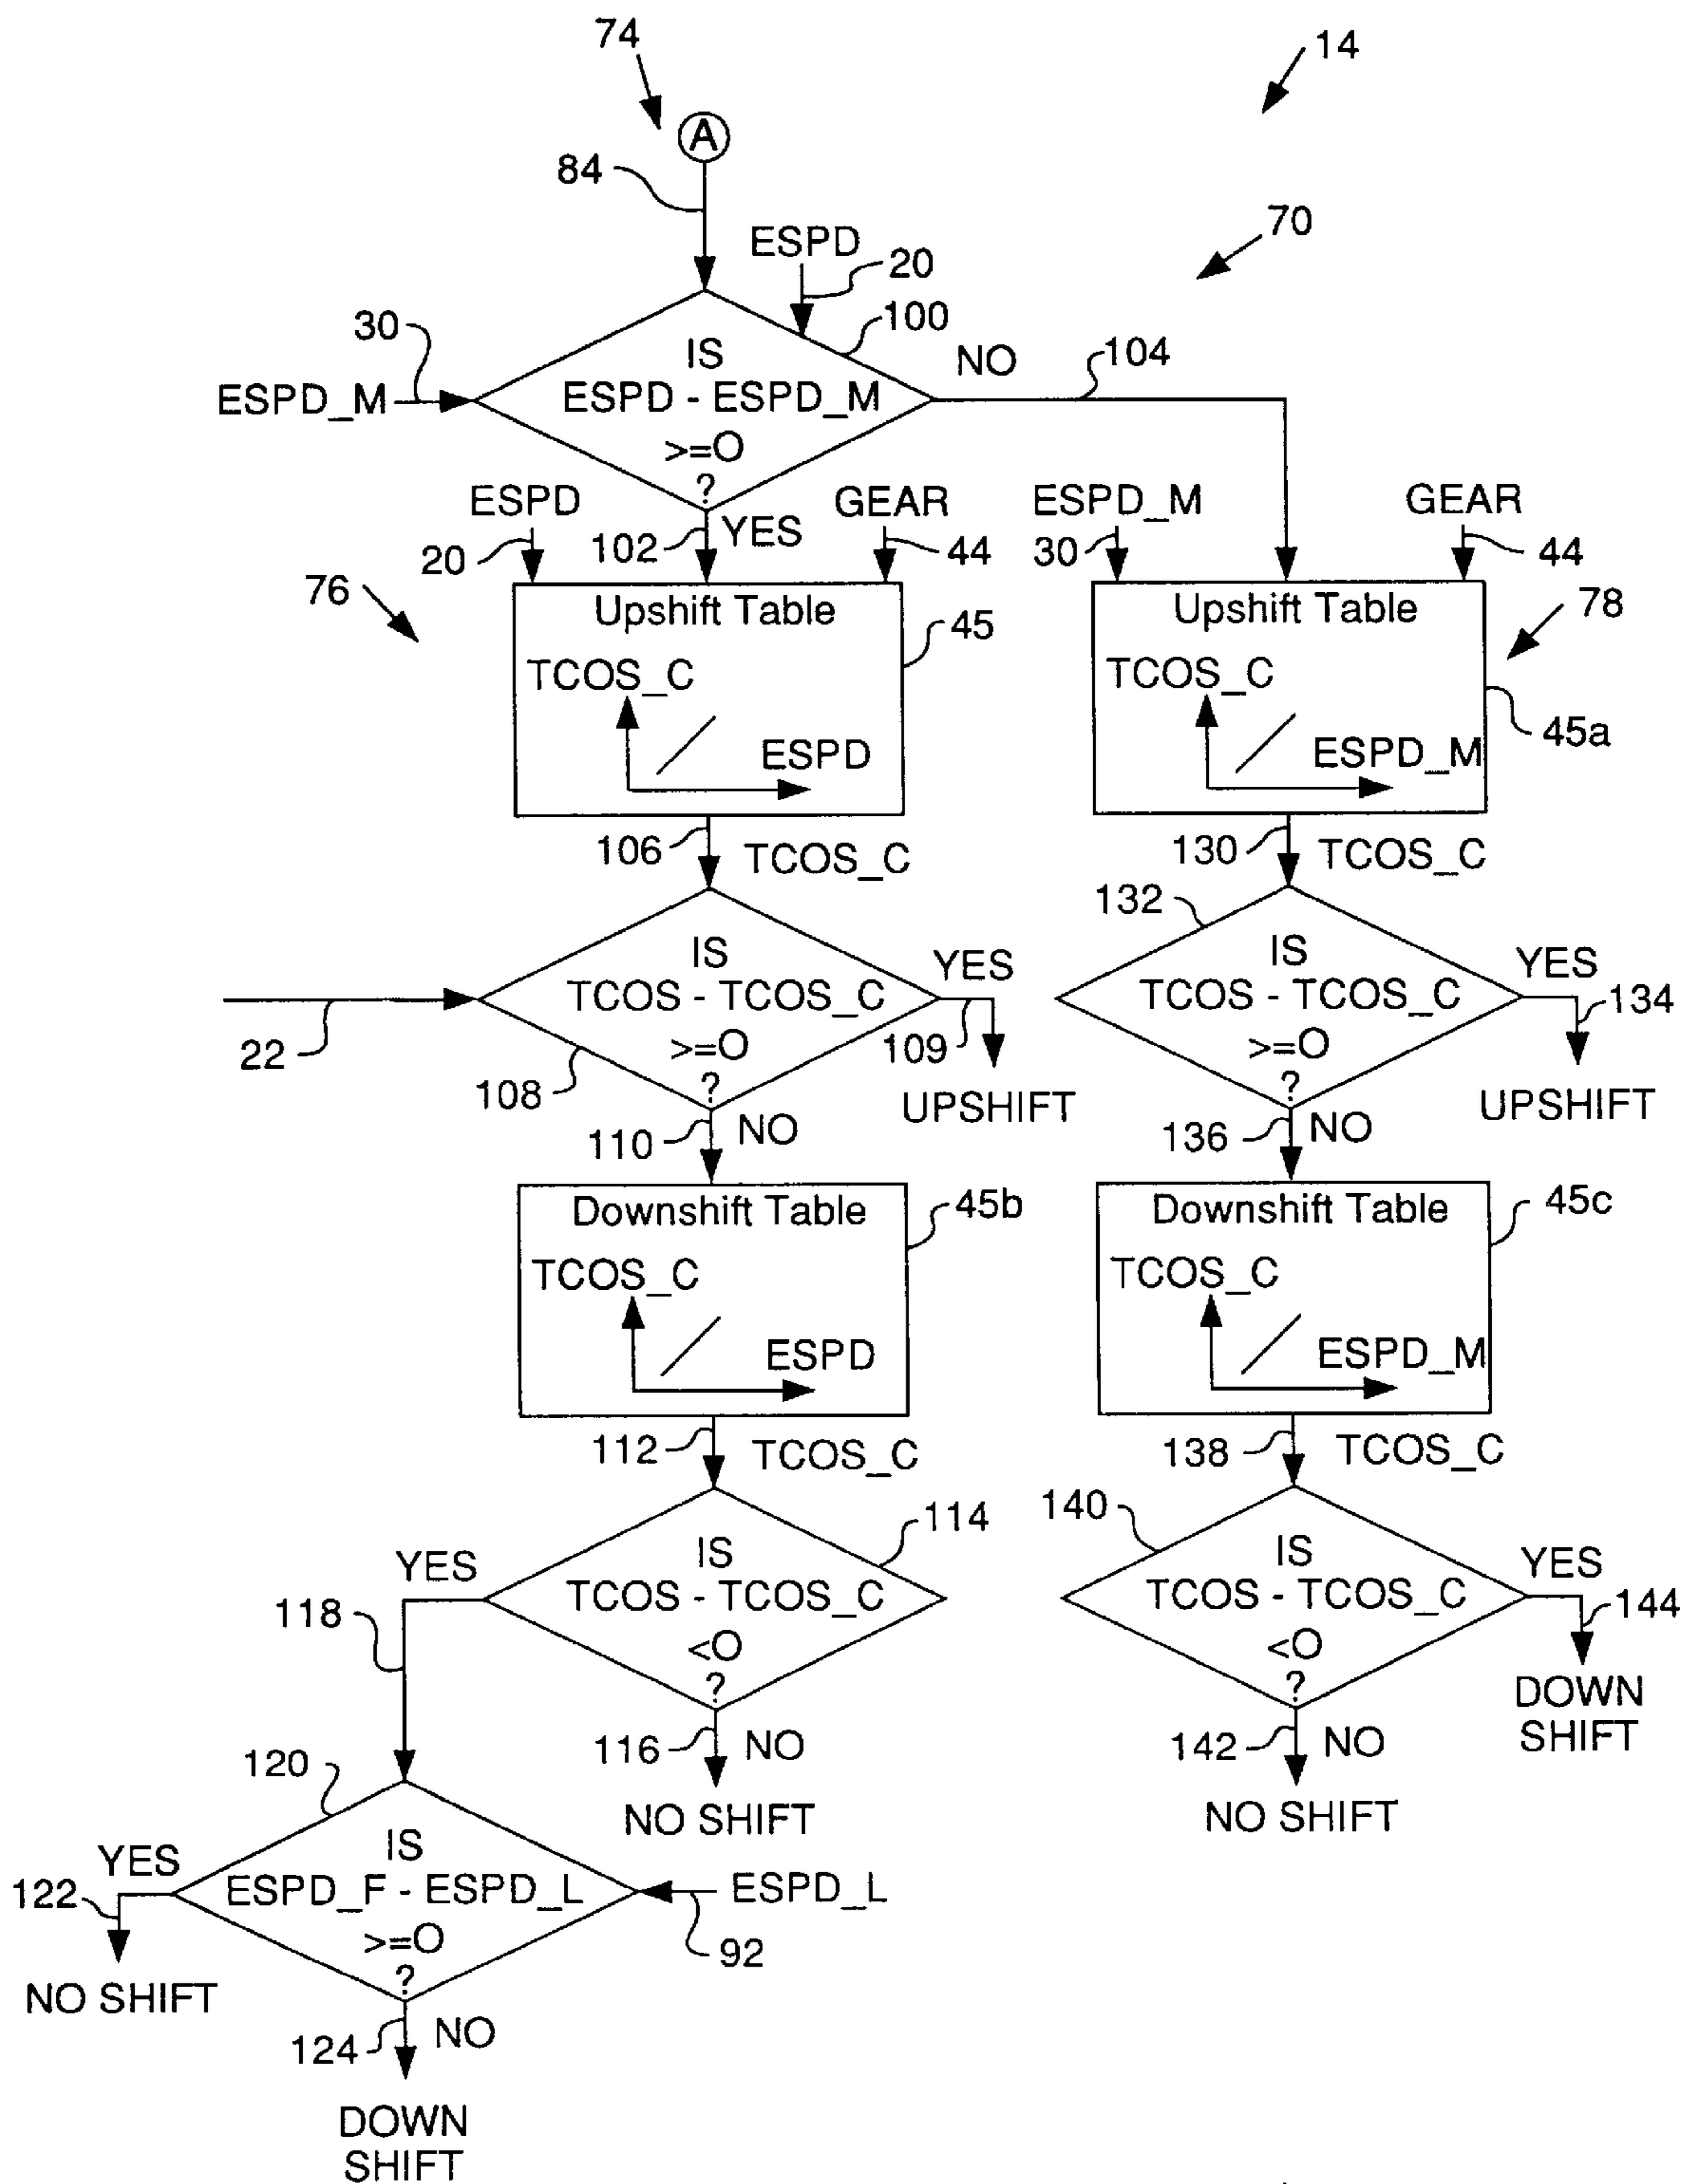 74
14
A
84
70
ESPD
20
100
30
NO
104
IS
ESPD_M
ESPD - ESPD_M
>=O
?
ESPD
GEAR
ESPD_M
GEAR
20
102
YES
44
30
44
76
Upshift Table
45
Upshift Table
78
TCOS_C
TCOS_C
ESPD
ESPD_M
45a
106
TCOS_C
130
TCOS_C
132
IS
YES
IS
YES
TCOS - TCOS_C
TCOS - TCOS_C
134
22
>=O
109
>=O
108
?
UPSHIFT
?
UPSHIFT
110
NO
136
NO
Downshift Table
45b
Downshift Table
45c
TCOS_C
TCOS_C
ESPD
ESPD_M
112
TCOS_C
138
TCOS_C
114
140
YES
IS
IS
YES
118
TCOS - TCOS_C
TCOS - TCOS_C
144
<O
<O
?
?
DOWN
SHIFT
116
NO
142
NO
120
NO SHIFT
NO SHIFT
YES
IS
122
ESPD_F - ESPD_L
ESPD_L
>=O
92
?
NO SHIFT
124
NO
DOWN
SHIFT